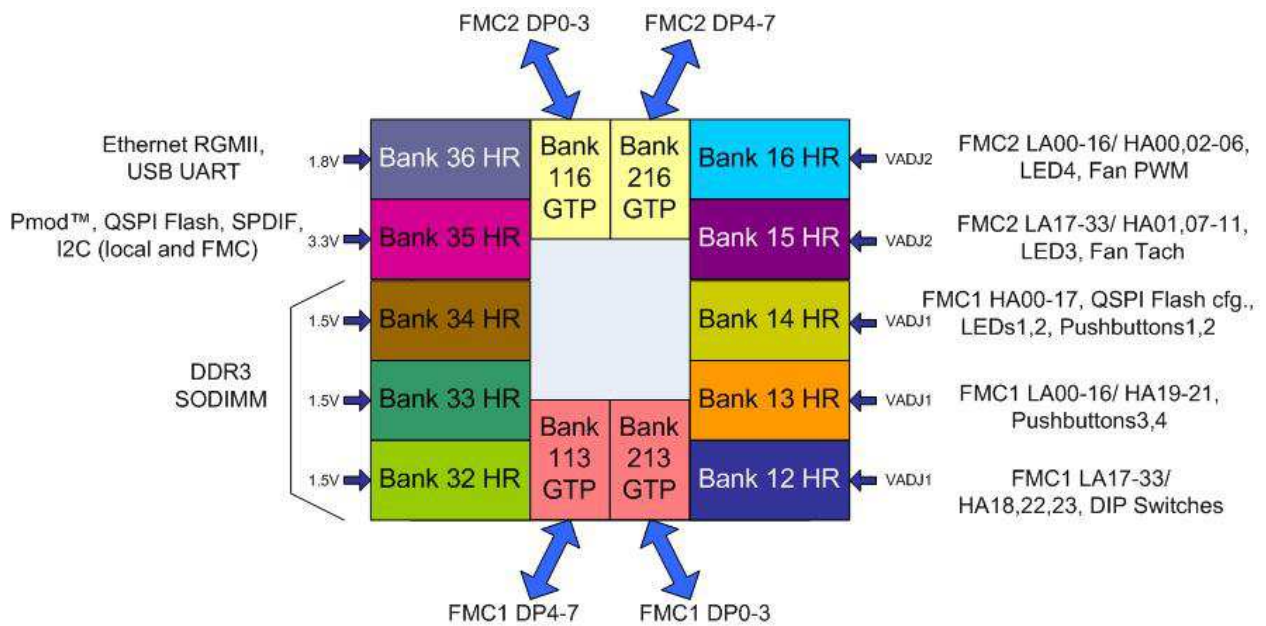 FMC2 DP0-3
FMC2 DP4-7
Ethernet RGMII,
USB UART
1.8V
Bank 36 HR
Bank
116
GTP
Bank
216
GTP
Bank 16 HR
VADJ2
FMC2 LA00-16/ HA00,02-06,
LED4, Fan PWM
Pmod™, QSPI Flash, SPDIF,
I2C (local and FMC)
3.3V
Bank 35 HR
Bank 15 HR
VADJ2
FMC2 LA17-33/ HA01,07-11,
LED3, Fan Tach
DDR3
SODIMM
1.5V
Bank 34 HR
Bank 14 HR
VADJ1
FMC1 HA00-17, QSPI Flash cfg.,
LEDs1,2, Pushbuttons1,2
1.5V
Bank 33 HR
Bank 13 HR
VADJ1
FMC1 LA00-16/ HA19-21,
Pushbuttons3,4
1.5V
Bank 32 HR
Bank
113
GTP
Bank
213
GTP
Bank 12 HR
VADJ1
FMC1 LA17-33/
HA18,22,23, DIP Switches
FMC1 DP4-7
FMC1 DP0-3